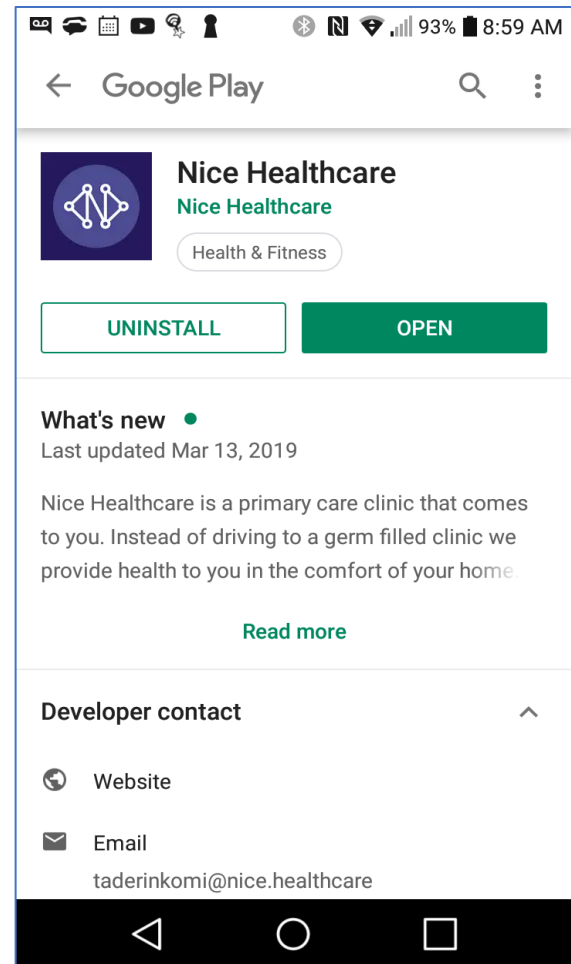 93% 8:59 AM
Google Play
Nice Healthcare
Nice Healthcare
Health & Fitness
UNINSTALL
OPEN
What's new
Last updated Mar 13, 2019
Nice Healthcare is a primary care clinic that comes
to you. Instead of driving to a germ filled clinic we
provide health to you in the comfort of your home.
Read more
Developer contact
Website
Email
taderinkomi@nice.healthcare